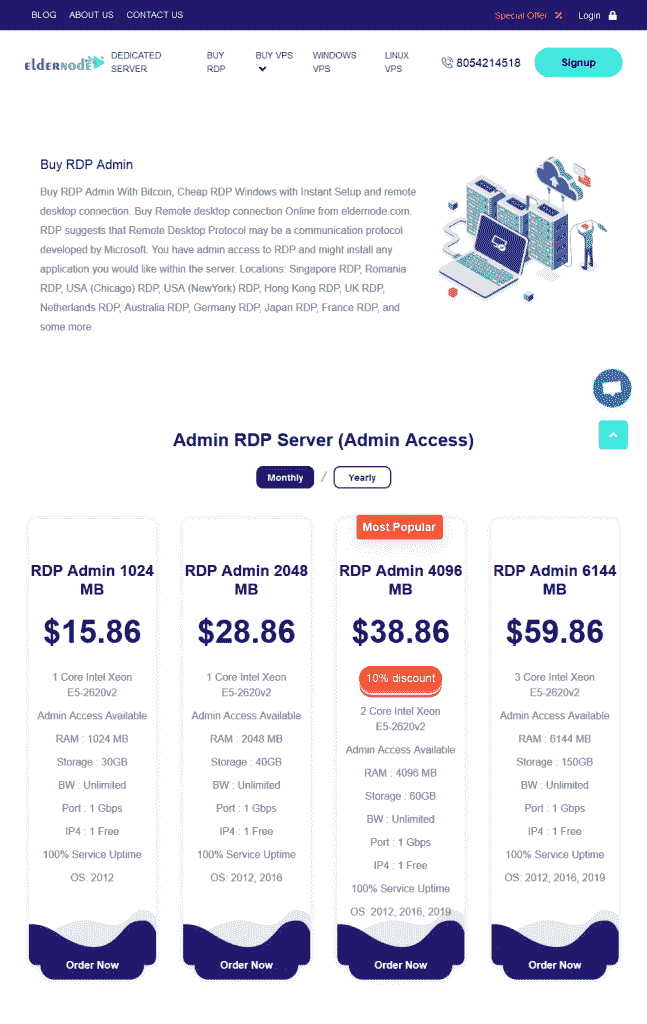 BLOG ABOUT US CONTACT US
Special Offer Login
eldernode
DEDICATED SERVER
BUY RDP
BUY VPS
WINDOWS VPS
LINUX VPS
8054214518
Signup
Buy RDP Admin
Buy RDP Admin With Bitcoin, Cheap RDP Windows with Instant Setup and remote
desktop connection. Buy Remote desktop connection Online from eldernode.com.
RDP suggests that Remote Desktop Protocol may be a communication protocol
developed by Microsoft. You have admin access to RDP and might install any
application you would like within the server. Locations: Singapore RDP, Romania
RDP, USA (Chicago) RDP, USA (NewYork) RDP, Hong Kong RDP, UK RDP,
Netherlands RDP, Australia RDP, Germany RDP, Japan RDP, France RDP, and
some more.
Admin RDP Server (Admin Access)
Monthly / Yearly
RDP Admin 1024
MB
$15.86
1 Core Intel Xeon
E5-2620v2
Admin Access Available
RAM : 1024 MB
Storage : 30GB
BW : Unlimited
Port : 1 Gbps
IP4 : 1 Free
100% Service Uptime
OS: 2012
Order Now
RDP Admin 2048
MB
$28.86
1 Core Intel Xeon
E5-2620v2
Admin Access Available
RAM : 2048 MB
Storage : 40GB
BW : Unlimited
Port : 1 Gbps
IP4 : 1 Free
100% Service Uptime
OS: 2012, 2016
Order Now
Most Popular
RDP Admin 4096
MB
$38.86
10% discount
2 Core Intel Xeon
E5-2620v2
Admin Access Available
RAM : 4096 MB
Storage : 60GB
BW : Unlimited
Port : 1 Gbps
IP4 : 1 Free
100% Service Uptime
OS: 2012, 2016, 2019
Order Now
RDP Admin 6144
MB
$59.86
3 Core Intel Xeon
E5-2620v2
Admin Access Available
RAM : 6144 MB
Storage : 150GB
BW : Unlimited
Port : 1 Gbps
IP4 : 1 Free
100% Service Uptime
OS: 2012, 2016, 2019
Order Now